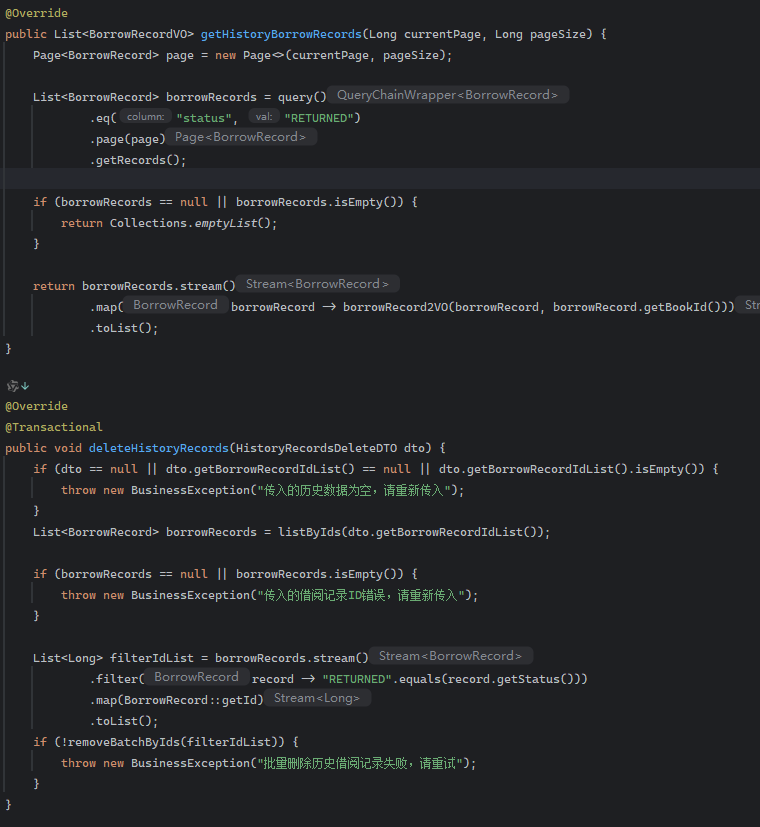 @Override
public List<BorrowRecordVO> getHistoryBorrowRecords(Long currentPage, Long pageSize) {
Page<BorrowRecord> page = new Page<>(currentPage, pageSize);
List<BorrowRecord> borrowRecords = query() QueryChainWrapper<BorrowRecord>
.eq( column: "status", val: "RETURNED")
.page(page) Page<BorrowRecord>
.getRecords();
if (borrowRecords == null || borrowRecords.isEmpty()) {
return Collections.emptyList();
}
return borrowRecords.stream() Stream<BorrowRecord>
.map( BorrowRecord borrowRecord -> borrowRecord2VO(borrowRecord, borrowRecord.getBookId())) Str
.toList();
}
@Override
@Transactional
public void deleteHistoryRecords(HistoryRecordsDeleteDTO dto) {
if (dto == null || dto.getBorrowRecordIdList() == null || dto.getBorrowRecordIdList().isEmpty()) {
throw new BusinessException("传入的历史数据为空，请重新传入");
}
List<BorrowRecord> borrowRecords = listByIds(dto.getBorrowRecordIdList());
if (borrowRecords == null || borrowRecords.isEmpty()) {
throw new BusinessException("传入的借阅记录ID错误，请重新传入");
}
List<Long> filterIdList = borrowRecords.stream() Stream<BorrowRecord>
.filter( BorrowRecord record -> "RETURNED".equals(record.getStatus()))
.map(BorrowRecord::getId) Stream<Long>
.toList();
if (!removeBatchByIds(filterIdList)) {
throw new BusinessException("批量删除历史借阅记录失败，请重试");
}
}